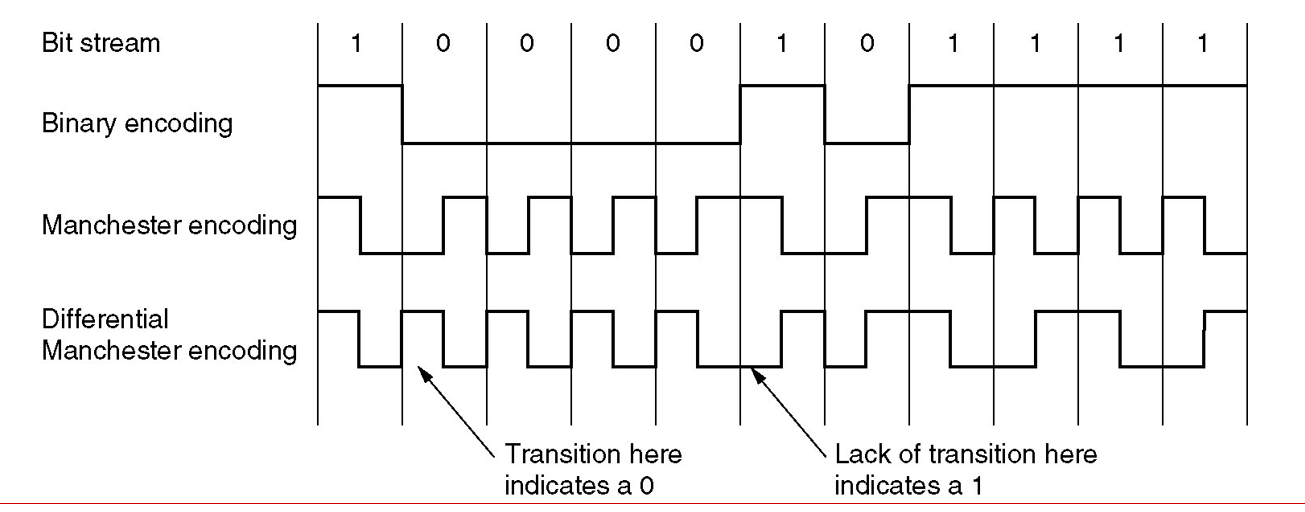 Bit stream 1 0 0 0 0 1 0 1 1 1 1
Binary encoding
Manchester encoding
Differential
Manchester encoding
Transition here
indicates a 0
Lack of transition here
indicates a 1